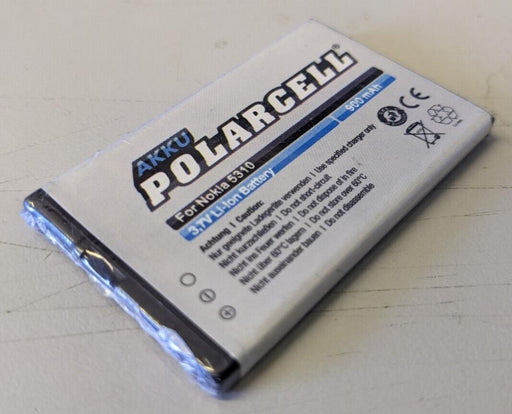 AKKU
POLARCELL®
For Nokia 5310
3,7V Li-Ion Battery 900 mAh
Achtung | Caution:
Nur geeignete Ladegeräte verwenden | Use specified charger only
Nicht kurzschließen | Do not short-circuit
Nicht ins Feuer werfen | Do not dispose of in fire
Nicht über 60°C lagern | Do not store over 60°C
Nicht auseinander bauen | Do not disassemble
CE